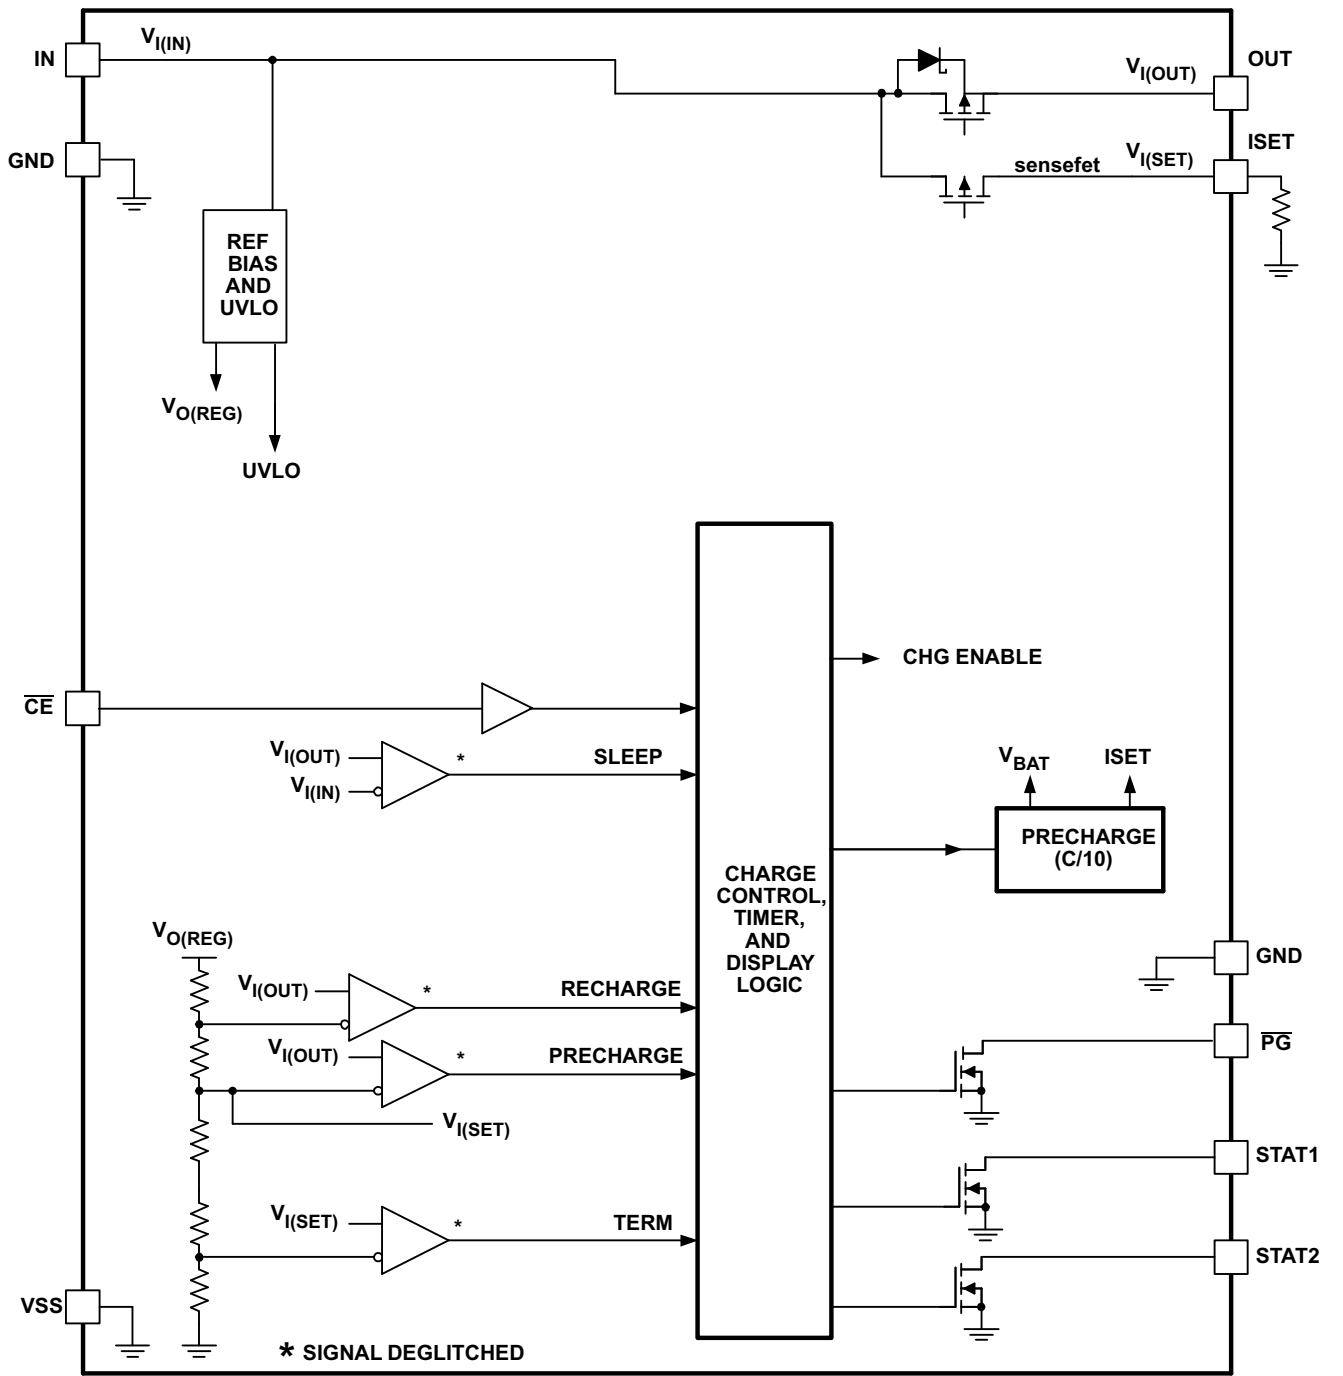 IN
V_I(IN)
OUT
V_I(OUT)
ISET
GND
sensefet
V_I(SET)
REF
BIAS
AND
UVLO
V_O(REG)
UVLO
CHG ENABLE
C̅E̅
V_I(OUT)
*
SLEEP
V_BAT
ISET
V_I(IN)
PRECHARGE
(C/10)
CHARGE
CONTROL,
TIMER,
AND
DISPLAY
LOGIC
V_O(REG)
GND
V_I(OUT)
*
RECHARGE
V_I(OUT)
*
PRECHARGE
P̅G̅
V_I(SET)
STAT1
V_I(SET)
*
TERM
STAT2
VSS
* SIGNAL DEGLITCHED